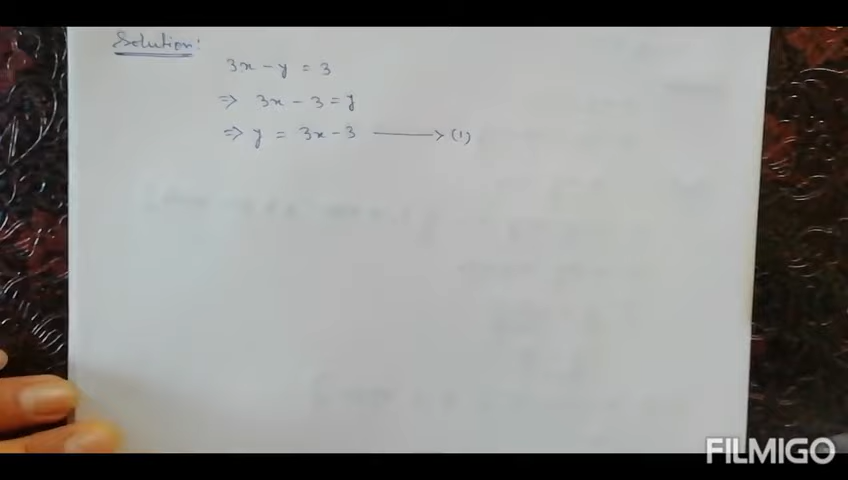 Solution:
3x - y = 3
=> 3x - 3 = y
=> y = 3x - 3 ———> (1)
FILMIGO